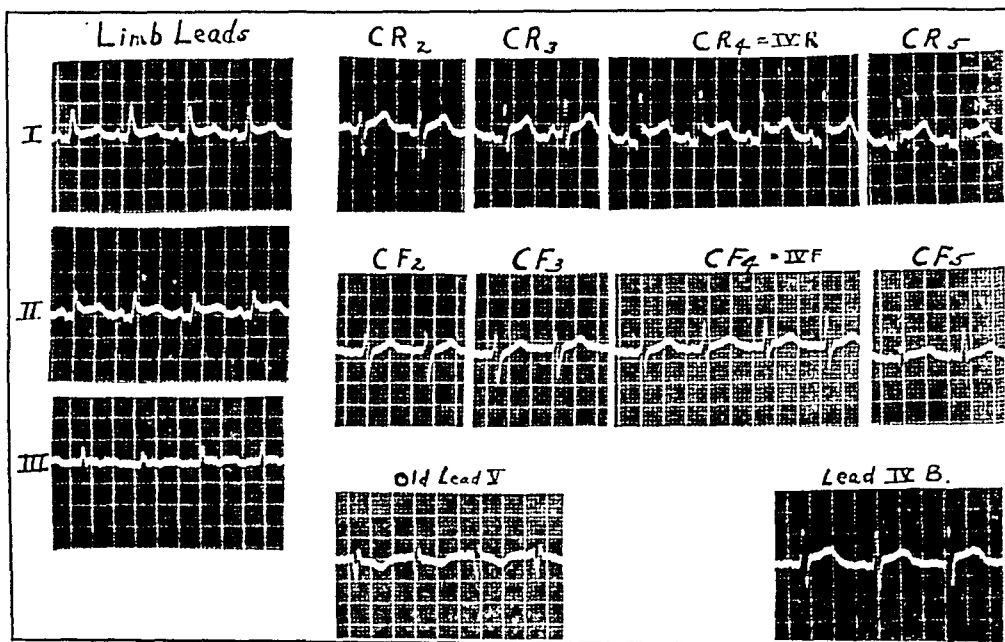 Limb Leads
CR2 CR3 CR4 = IV R CR5
I
CF2 CF3 CF4 = IV F CF5
II
III
Old Lead V
Lead IV B.